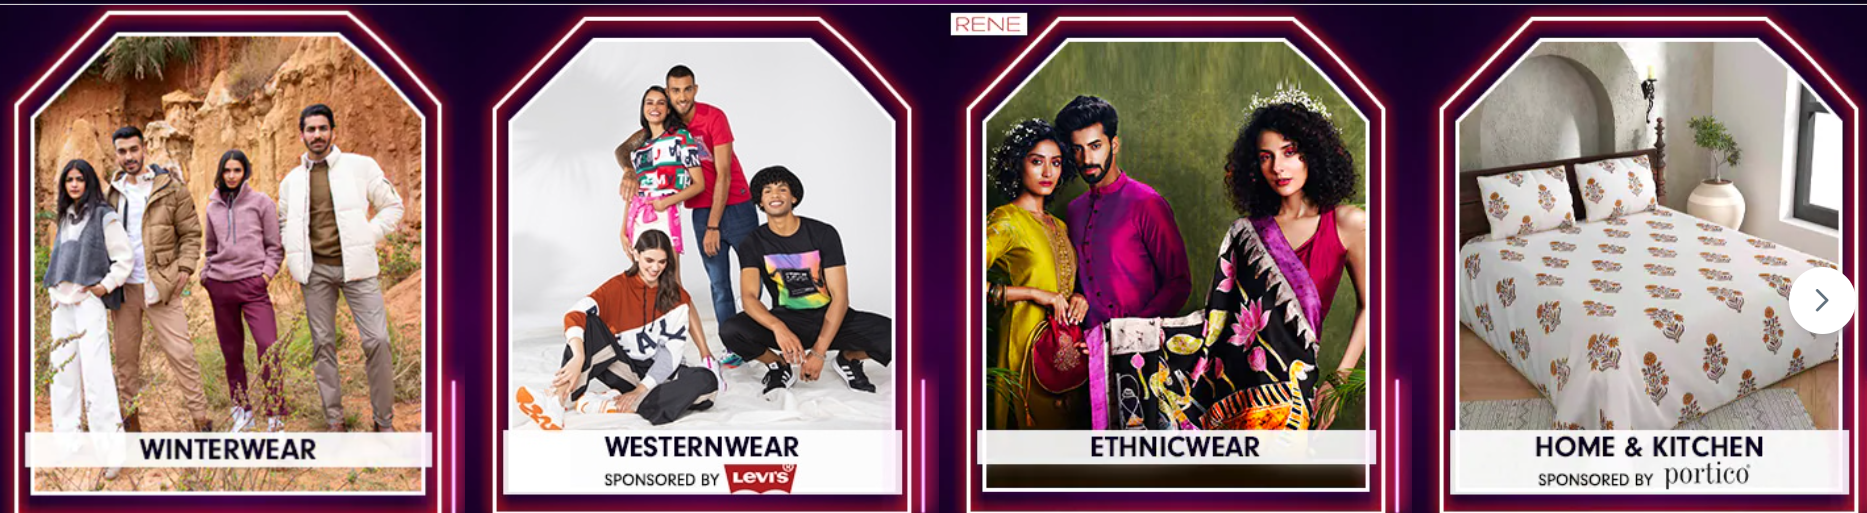 RENE
WINTERWEAR
WESTERNWEAR
SPONSORED BY LEVI'S®
ETHNICWEAR
HOME & KITCHEN
SPONSORED BY portico